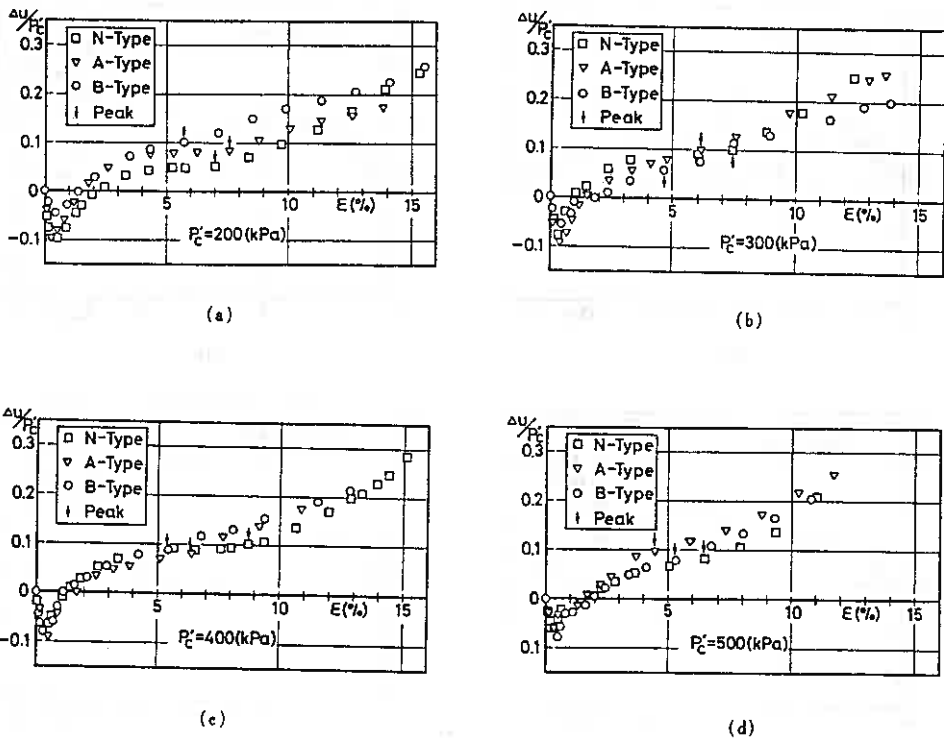 Δu/P'c
0.3
0.2
0.1
0
-0.1
N-Type
A-Type
B-Type
Peak
5
10
15
E(%)
P'c=200(kPa)
(a)
Δu/P'c
0.3
0.2
0.1
0
-0.1
N-Type
A-Type
B-Type
Peak
5
10
15
E(%)
P'c=300(kPa)
(b)
Δu/P'c
0.3
0.2
0.1
0
-0.1
N-Type
A-Type
B-Type
Peak
5
10
15
E(%)
P'c=400(kPa)
(c)
Δu/P'c
0.3
0.2
0.1
0
0.1
N-Type
A-Type
B-Type
Peak
5
10
15
E(%)
P'c=500(kPa)
(d)